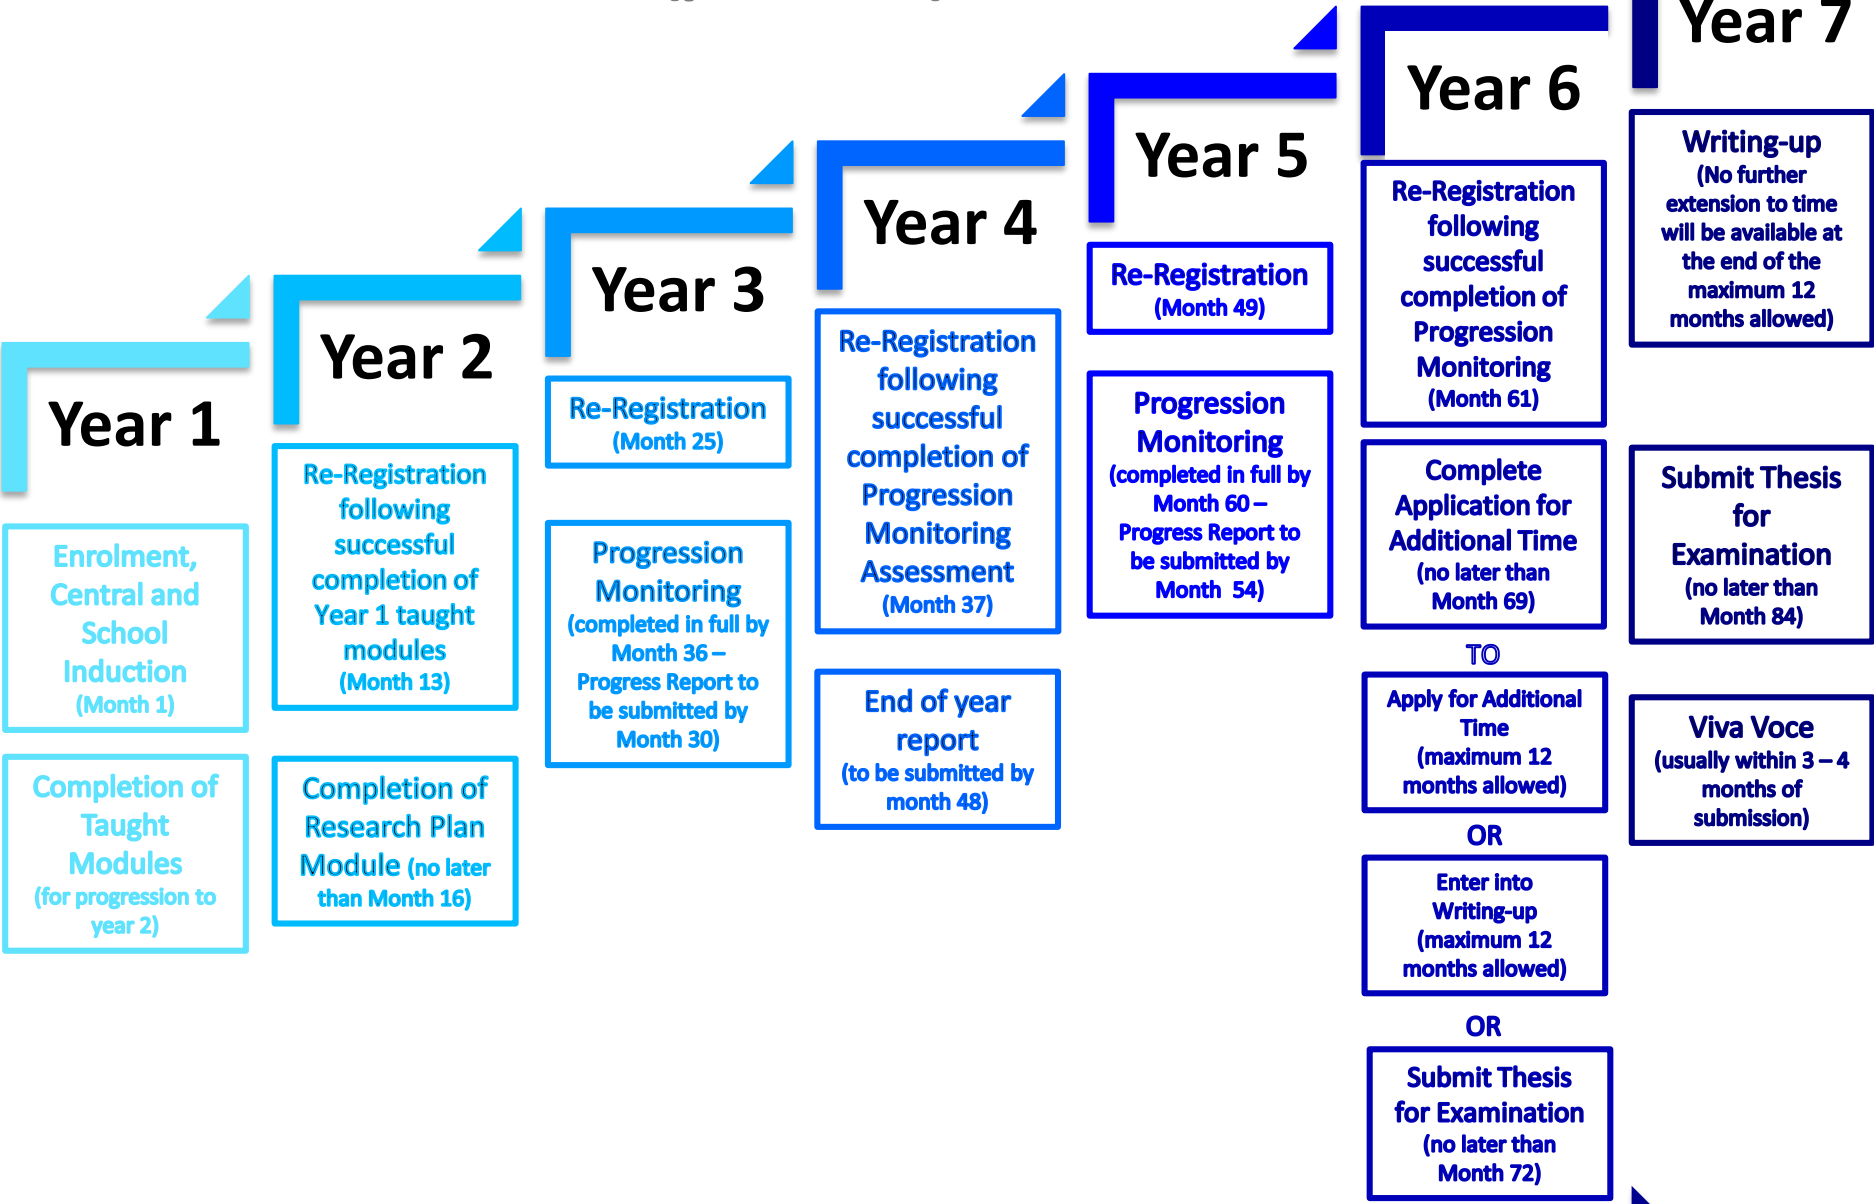 Year 1
Enrolment,
Central and
School
Induction
(Month 1)
Completion of
Taught
Modules
(for progression to
year 2)
Year 2
Re-Registration
following
successful
completion of
Year 1 taught
modules
(Month 13)
Completion of
Research Plan
Module (no later
than Month 16)
Year 3
Re-Registration
(Month 25)
Progression
Monitoring
(completed in full by
Month 36 –
Progress Report to
be submitted by
Month 30)
Year 4
Re-Registration
following
successful
completion of
Progression
Monitoring
Assessment
(Month 37)
End of year
report
(to be submitted by
month 48)
Year 5
Re-Registration
(Month 49)
Progression
Monitoring
(completed in full by
Month 60 –
Progress Report to
be submitted by
Month 54)
Year 6
Re-Registration
following
successful
completion of
Progression
Monitoring
(Month 61)
Complete
Application for
Additional Time
(no later than
Month 69)
TO
Apply for Additional
Time
(maximum 12
months allowed)
OR
Enter into
Writing-up
(maximum 12
months allowed)
OR
Submit Thesis
for Examination
(no later than
Month 72)
Year 7
Writing-up
(No further
extension to time
will be available at
the end of the
maximum 12
months allowed)
Submit Thesis
for
Examination
(no later than
Month 84)
Viva Voce
(usually within 3 – 4
months of
submission)